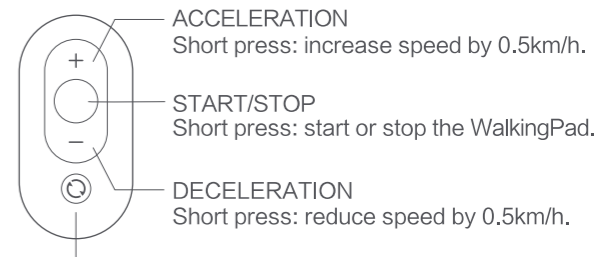 ACCELERATION
Short press: increase speed by 0.5km/h.
START/STOP
Short press: start or stop the WalkingPad.
DECELERATION
Short press: reduce speed by 0.5km/h.